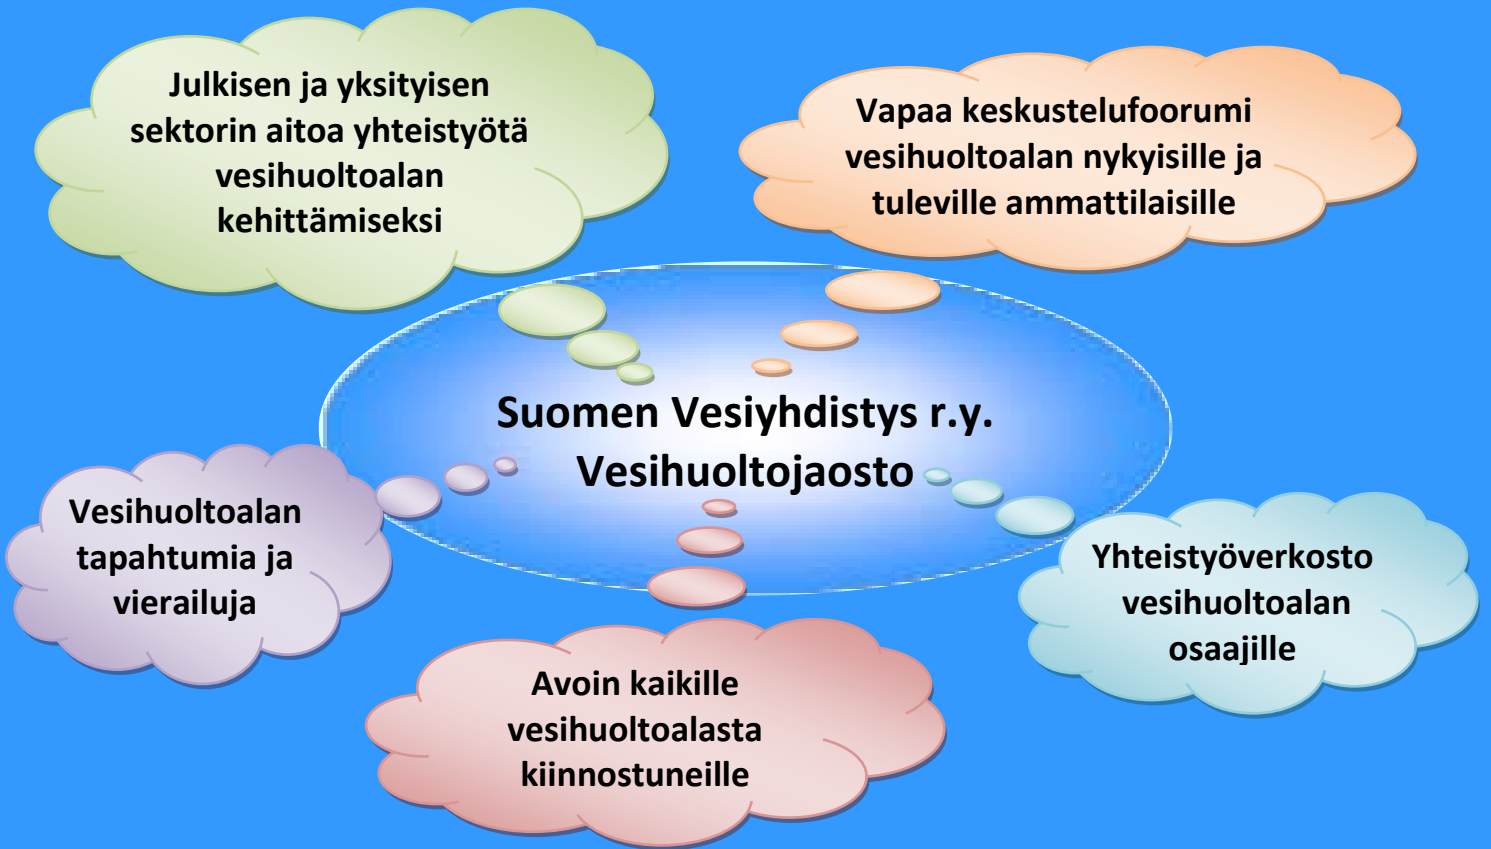 Julkisen ja yksityisen
sektorin aitoa yhteistyötä
vesihuoltoalan
kehittämiseksi
Vapaa keskustelufoorumi
vesihuoltoalan nykyisille ja
tuleville ammattilaisille
Suomen Vesiyhdistys r.y.
Vesihuoltojaosto
Vesihuoltoalan
tapahtumia ja
vierailuja
Yhteistyöverkosto
vesihuoltoalan
osaajille
Avoin kaikille
vesihuoltoalasta
kiinnostuneille